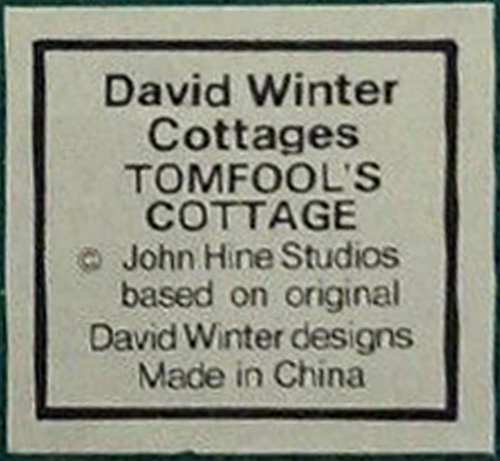 David Winter
Cottages
TOMFOOL'S
COTTAGE
© John Hine Studios
based on original
David Winter designs
Made in China